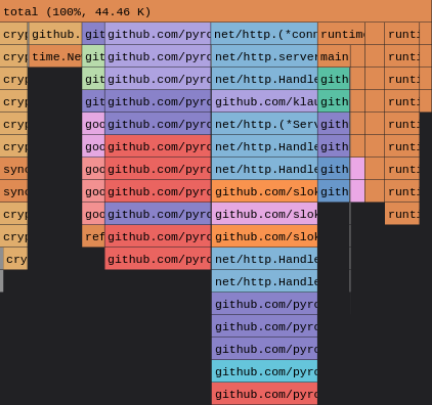 total (100%, 44.46 K)
cryp github. git github.com/pyro net/http.(*conn runtime runti
cryp time.Ne git github.com/pyro net/http.server main runti
cryp git github.com/pyro net/http.Handle gith runti
cryp git github.com/pyro github.com/klau gith runti
cryp goo github.com/pyro net/http.(*Serv gith runti
cryp goo github.com/pyro net/http.Handle gith runti
sync goo github.com/pyro net/http.Handle gith runti
sync goo github.com/pyro github.com/slok gith runti
cryp goo github.com/pyro github.com/slok runti
cryp ref github.com/pyro github.com/slok
cry github.com/pyro net/http.Handle
net/http.Handle
github.com/pyro
github.com/pyro
github.com/pyro
github.com/pyro
github.com/pyro